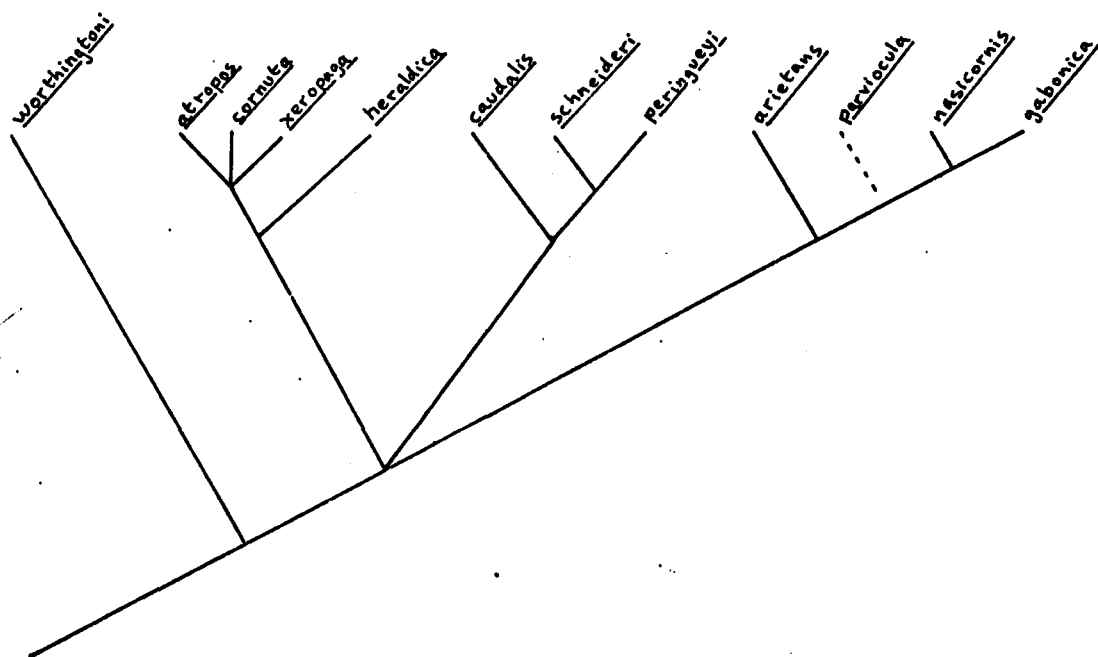 worthingtoni
atropos
cornuta
xeropaga
heraldica
caudalis
schneideri
peringueyi
arietans
parviocula
nasicornis
gabonica